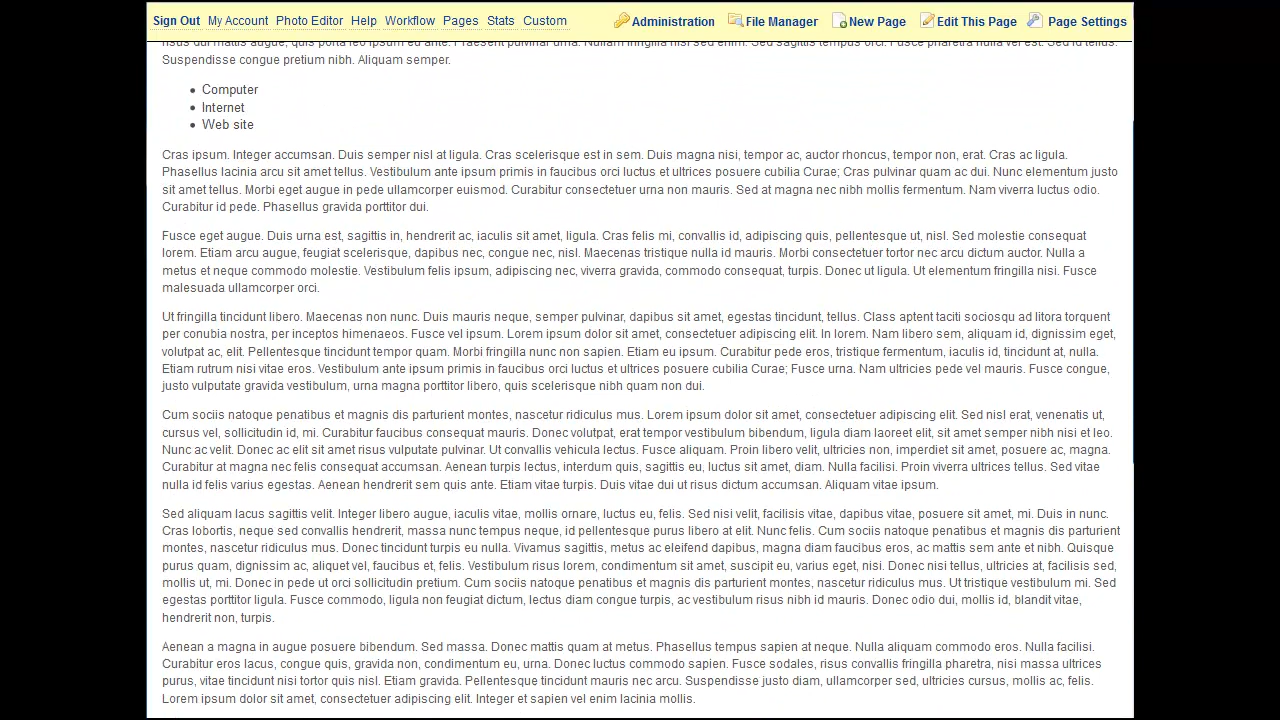 Sign Out My Account Photo Editor Help Workflow Pages Stats Custom Administration File Manager New Page Edit This Page Page Settings
risus dui mattis augue, quis porta leo ipsum eu ante. Praesent pulvinar urna. Nullam fringilla nisl sed enim. Sed sagittis tempus orci. Fusce pharetra nulla vel est. Sed id tellus.
Suspendisse congue pretium nibh. Aliquam semper.
Computer
Internet
Web site
Cras ipsum. Integer accumsan. Duis semper nisl at ligula. Cras scelerisque est in sem. Duis magna nisi, tempor ac, auctor rhoncus, tempor non, erat. Cras ac ligula.
Phasellus lacinia arcu sit amet tellus. Vestibulum ante ipsum primis in faucibus orci luctus et ultrices posuere cubilia Curae; Cras pulvinar quam ac dui. Nunc elementum justo
sit amet tellus. Morbi eget augue in pede ullamcorper euismod. Curabitur consectetuer urna non mauris. Sed at magna nec nibh mollis fermentum. Nam viverra luctus odio.
Curabitur id pede. Phasellus gravida porttitor dui.
Fusce eget augue. Duis urna est, sagittis in, hendrerit ac, iaculis sit amet, ligula. Cras felis mi, convallis id, adipiscing quis, pellentesque ut, nisl. Sed molestie consequat
lorem. Etiam arcu augue, feugiat scelerisque, dapibus nec, congue nec, nisl. Maecenas tristique nulla id mauris. Morbi consectetuer tortor nec arcu dictum auctor. Nulla a
metus et neque commodo molestie. Vestibulum felis ipsum, adipiscing nec, viverra gravida, commodo consequat, turpis. Donec ut ligula. Ut elementum fringilla nisi. Fusce
malesuada ullamcorper orci.
Ut fringilla tincidunt libero. Maecenas non nunc. Duis mauris neque, semper pulvinar, dapibus sit amet, egestas tincidunt, tellus. Class aptent taciti sociosqu ad litora torquent
per conubia nostra, per inceptos himenaeos. Fusce vel ipsum. Lorem ipsum dolor sit amet, consectetuer adipiscing elit. In lorem. Nam libero sem, aliquam id, dignissim eget,
volutpat ac, elit. Pellentesque tincidunt tempor quam. Morbi fringilla nunc non sapien. Etiam eu ipsum. Curabitur pede eros, tristique fermentum, iaculis id, tincidunt at, nulla.
Etiam rutrum nisi vitae eros. Vestibulum ante ipsum primis in faucibus orci luctus et ultrices posuere cubilia Curae; Fusce urna. Nam ultricies pede vel mauris. Fusce congue,
justo vulputate gravida vestibulum, urna magna porttitor libero, quis scelerisque nibh quam non dui.
Cum sociis natoque penatibus et magnis dis parturient montes, nascetur ridiculus mus. Lorem ipsum dolor sit amet, consectetuer adipiscing elit. Sed nisl erat, venenatis ut,
cursus vel, sollicitudin id, mi. Curabitur faucibus consequat mauris. Donec volutpat, erat tempor vestibulum bibendum, ligula diam laoreet elit, sit amet semper nibh nisi et leo.
Nunc ac velit. Donec ac elit sit amet risus vulputate pulvinar. Ut convallis vehicula lectus. Fusce aliquam. Proin libero velit, ultricies non, imperdiet sit amet, posuere ac, magna.
Curabitur at magna nec felis consequat accumsan. Aenean turpis lectus, interdum quis, sagittis eu, luctus sit amet, diam. Nulla facilisi. Proin viverra ultrices tellus. Sed vitae
nulla id felis varius egestas. Aenean hendrerit sem quis ante. Etiam vitae turpis. Duis vitae dui ut risus dictum accumsan. Aliquam vitae ipsum.
Sed aliquam lacus sagittis velit. Integer libero augue, iaculis vitae, mollis ornare, luctus eu, felis. Sed nisi velit, facilisis vitae, dapibus vitae, posuere sit amet, mi. Duis in nunc.
Cras lobortis, neque sed convallis hendrerit, massa nunc tempus neque, id pellentesque purus libero at elit. Nunc felis. Cum sociis natoque penatibus et magnis dis parturient
montes, nascetur ridiculus mus. Donec tincidunt turpis eu nulla. Vivamus sagittis, metus ac eleifend dapibus, magna diam faucibus eros, ac mattis sem ante et nibh. Quisque
purus quam, dignissim ac, aliquet vel, faucibus et, felis. Vestibulum risus lorem, condimentum sit amet, suscipit eu, varius eget, nisi. Donec nisi tellus, ultricies at, facilisis sed,
mollis ut, mi. Donec in pede ut orci sollicitudin pretium. Cum sociis natoque penatibus et magnis dis parturient montes, nascetur ridiculus mus. Ut tristique vestibulum mi. Sed
egestas porttitor ligula. Fusce commodo, ligula non feugiat dictum, lectus diam congue turpis, ac vestibulum risus nibh id mauris. Donec odio dui, mollis id, blandit vitae,
hendrerit non, turpis.
Aenean a magna in augue posuere bibendum. Sed massa. Donec mattis quam at metus. Phasellus tempus sapien at neque. Nulla aliquam commodo eros. Nulla facilisi.
Curabitur eros lacus, congue quis, gravida non, condimentum eu, urna. Donec luctus commodo sapien. Fusce sodales, risus convallis fringilla pharetra, nisi massa ultrices
purus, vitae tincidunt nisi tortor quis nisl. Etiam gravida. Pellentesque tincidunt mauris nec arcu. Suspendisse justo diam, ullamcorper sed, ultricies cursus, mollis ac, felis.
Lorem ipsum dolor sit amet, consectetuer adipiscing elit. Integer et sapien vel enim lacinia mollis.